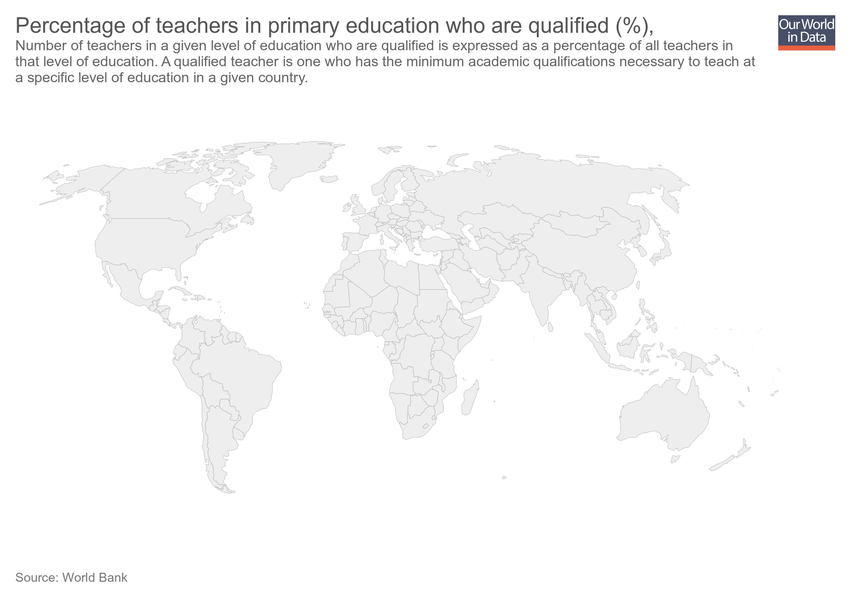 Percentage of teachers in primary education who are qualified (%),
Our World
in Data
Number of teachers in a given level of education who are qualified is expressed as a percentage of all teachers in
that level of education. A qualified teacher is one who has the minimum academic qualifications necessary to teach at
a specific level of education in a given country.
Source: World Bank